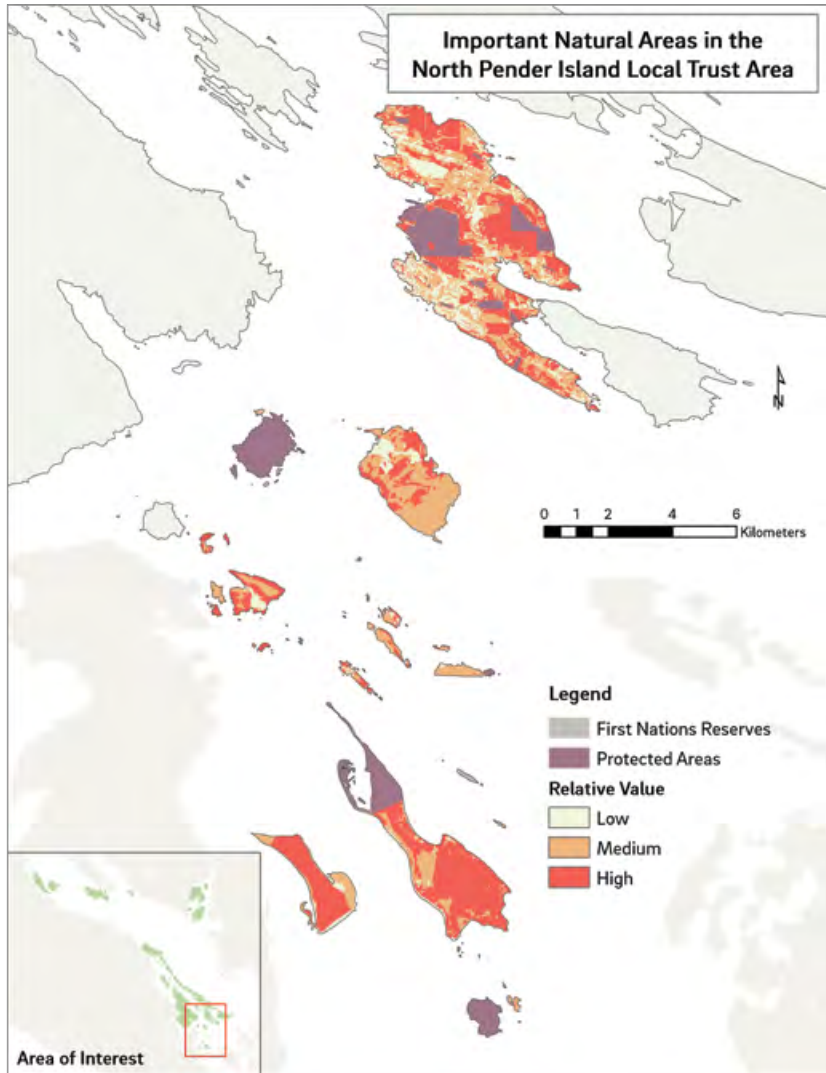 Important Natural Areas in the
North Pender Island Local Trust Area
N
0 1 2 4 6
Kilometers
Legend
First Nations Reserves
Protected Areas
Relative Value
Low
Medium
High
Area of Interest